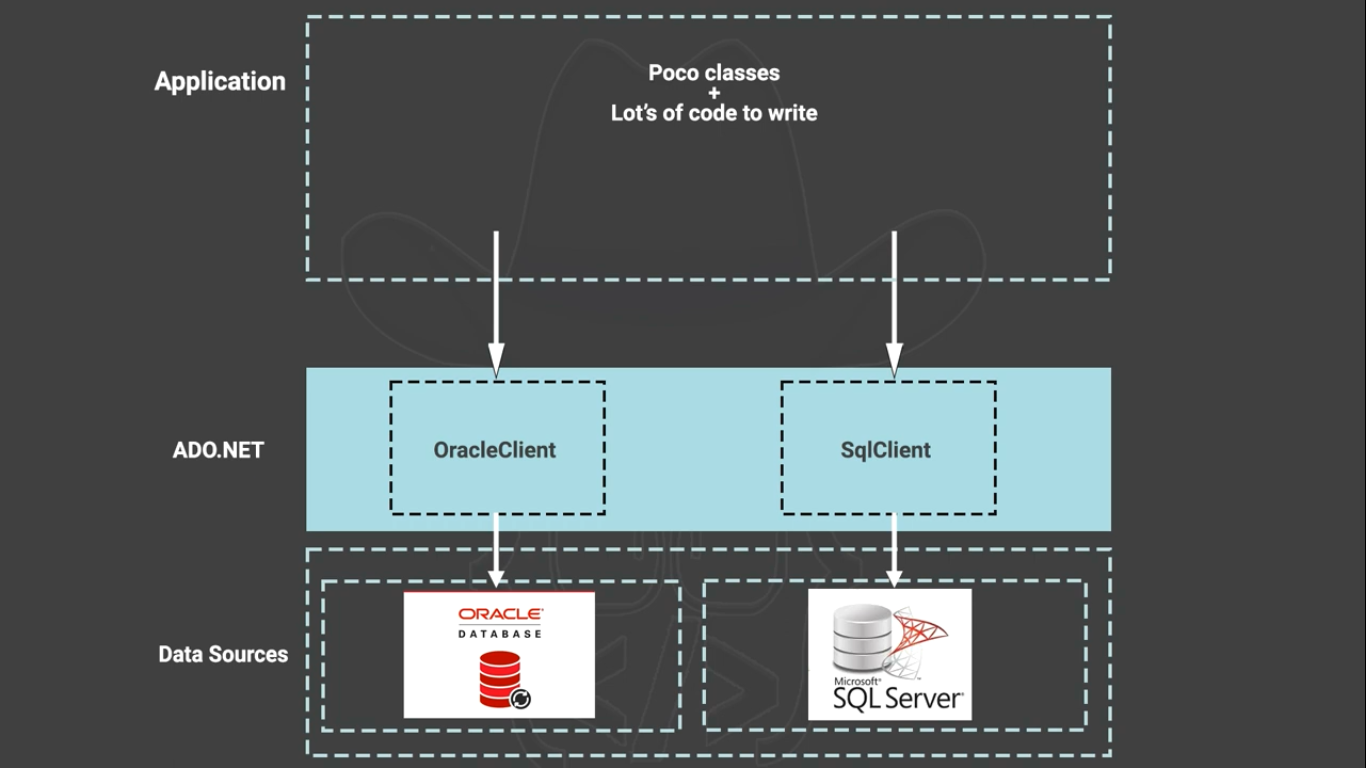 Application
Poco classes
+
Lot's of code to write
ADO.NET
OracleClient
SqlClient
Data Sources
ORACLE
DATABASE
Microsoft®
SQL Server®